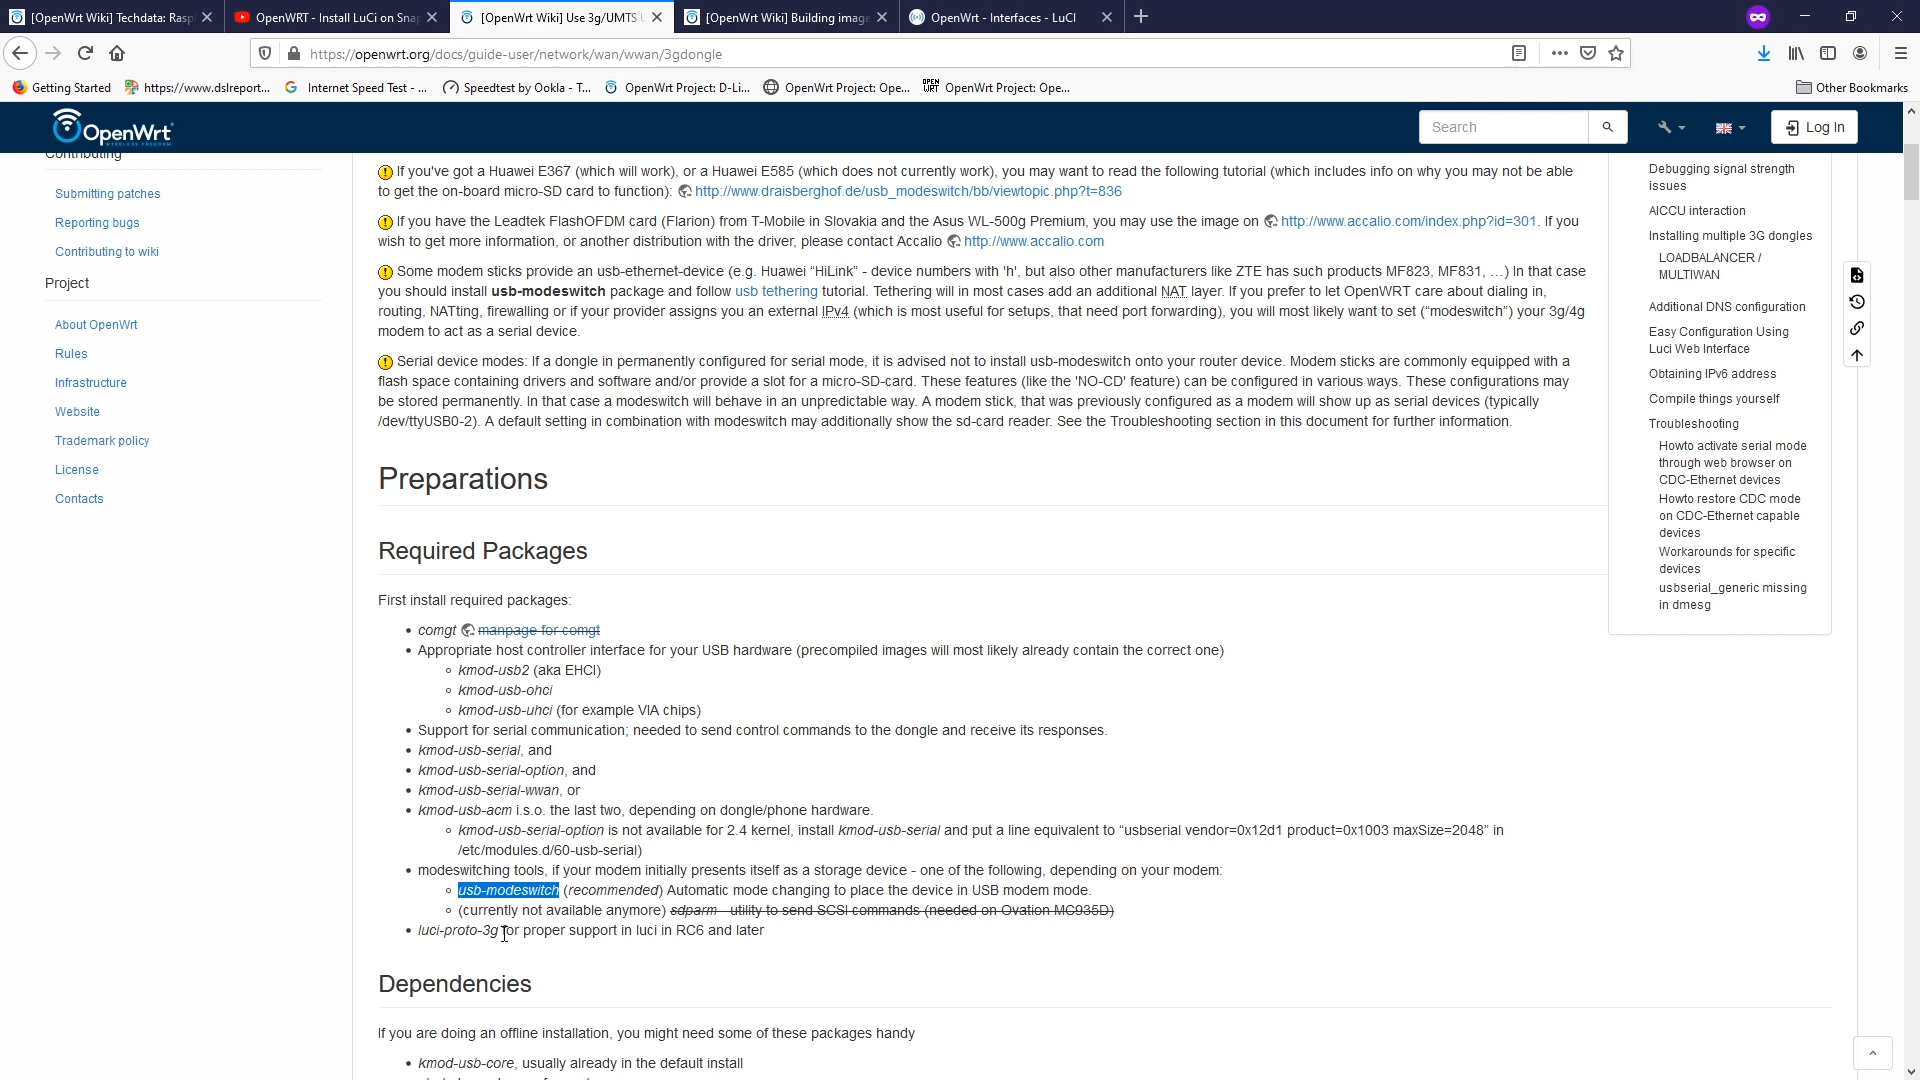 [OpenWrt Wiki] Techdata: Rasp
OpenWRT - Install LuCi on Snap
[OpenWrt Wiki] Use 3g/UMTS U
[OpenWrt Wiki] Building image
OpenWrt - Interfaces - LuCI
https://openwrt.org/docs/guide-user/network/wan/wwan/3gdongle
Getting Started
https://www.dslreport...
Internet Speed Test - ...
Speedtest by Ookla - T...
OpenWrt Project: D-Li...
OpenWrt Project: Ope...
OPEN
WRT
OpenWrt Project: Ope...
Other Bookmarks
OpenWrt
WIRELESS FREEDOM
Search
Log In
Contributing
Submitting patches
Reporting bugs
Contributing to wiki
Project
About OpenWrt
Rules
Infrastructure
Website
Trademark policy
License
Contacts
If you've got a Huawei E367 (which will work), or a Huawei E585 (which does not currently work), you may want to read the following tutorial (which includes info on why you may not be able
to get the on-board micro-SD card to function): http://www.draisberghof.de/usb_modeswitch/bb/viewtopic.php?t=836
If you have the Leadtek FlashOFDM card (Flarion) from T-Mobile in Slovakia and the Asus WL-500g Premium, you may use the image on http://www.accalio.com/index.php?id=301. If you
wish to get more information, or another distribution with the driver, please contact Accalio http://www.accalio.com
Some modem sticks provide an usb-ethernet-device (e.g. Huawei “HiLink” - device numbers with 'h', but also other manufacturers like ZTE has such products MF823, MF831, …) In that case
you should install usb-modeswitch package and follow usb tethering tutorial. Tethering will in most cases add an additional NAT layer. If you prefer to let OpenWRT care about dialing in,
routing, NATting, firewalling or if your provider assigns you an external IPv4 (which is most useful for setups, that need port forwarding), you will most likely want to set (“modeswitch”) your 3g/4g
modem to act as a serial device.
Serial device modes: If a dongle in permanently configured for serial mode, it is advised not to install usb-modeswitch onto your router device. Modem sticks are commonly equipped with a
flash space containing drivers and software and/or provide a slot for a micro-SD-card. These features (like the 'NO-CD' feature) can be configured in various ways. These configurations may
be stored permanently. In that case a modeswitch will behave in an unpredictable way. A modem stick, that was previously configured as a modem will show up as serial devices (typically
/dev/ttyUSB0-2). A default setting in combination with modeswitch may additionally show the sd-card reader. See the Troubleshooting section in this document for further information.
Preparations
Required Packages
First install required packages:
• comgt manpage for comgt
• Appropriate host controller interface for your USB hardware (precompiled images will most likely already contain the correct one)
◦ kmod-usb2 (aka EHCI)
◦ kmod-usb-ohci
◦ kmod-usb-uhci (for example VIA chips)
• Support for serial communication; needed to send control commands to the dongle and receive its responses.
• kmod-usb-serial, and
• kmod-usb-serial-option, and
• kmod-usb-serial-wwan, or
• kmod-usb-acm i.s.o. the last two, depending on dongle/phone hardware.
◦ kmod-usb-serial-option is not available for 2.4 kernel, install kmod-usb-serial and put a line equivalent to “usbserial vendor=0x12d1 product=0x1003 maxSize=2048” in
/etc/modules.d/60-usb-serial)
• modeswitching tools, if your modem initially presents itself as a storage device - one of the following, depending on your modem:
◦ usb-modeswitch (recommended) Automatic mode changing to place the device in USB modem mode.
◦ (currently not available anymore) sdparm - utility to send SCSI commands (needed on Ovation MC935D)
• luci-proto-3g for proper support in luci in RC6 and later
Dependencies
If you are doing an offline installation, you might need some of these packages handy
• kmod-usb-core, usually already in the default install
Debugging signal strength
issues
AICCU interaction
Installing multiple 3G dongles
LOADBALANCER /
MULTIWAN
Additional DNS configuration
Easy Configuration Using
Luci Web Interface
Obtaining IPv6 address
Compile things yourself
Troubleshooting
Howto activate serial mode
through web browser on
CDC-Ethernet devices
Howto restore CDC mode
on CDC-Ethernet capable
devices
Workarounds for specific
devices
usbserial_generic missing
in dmesg